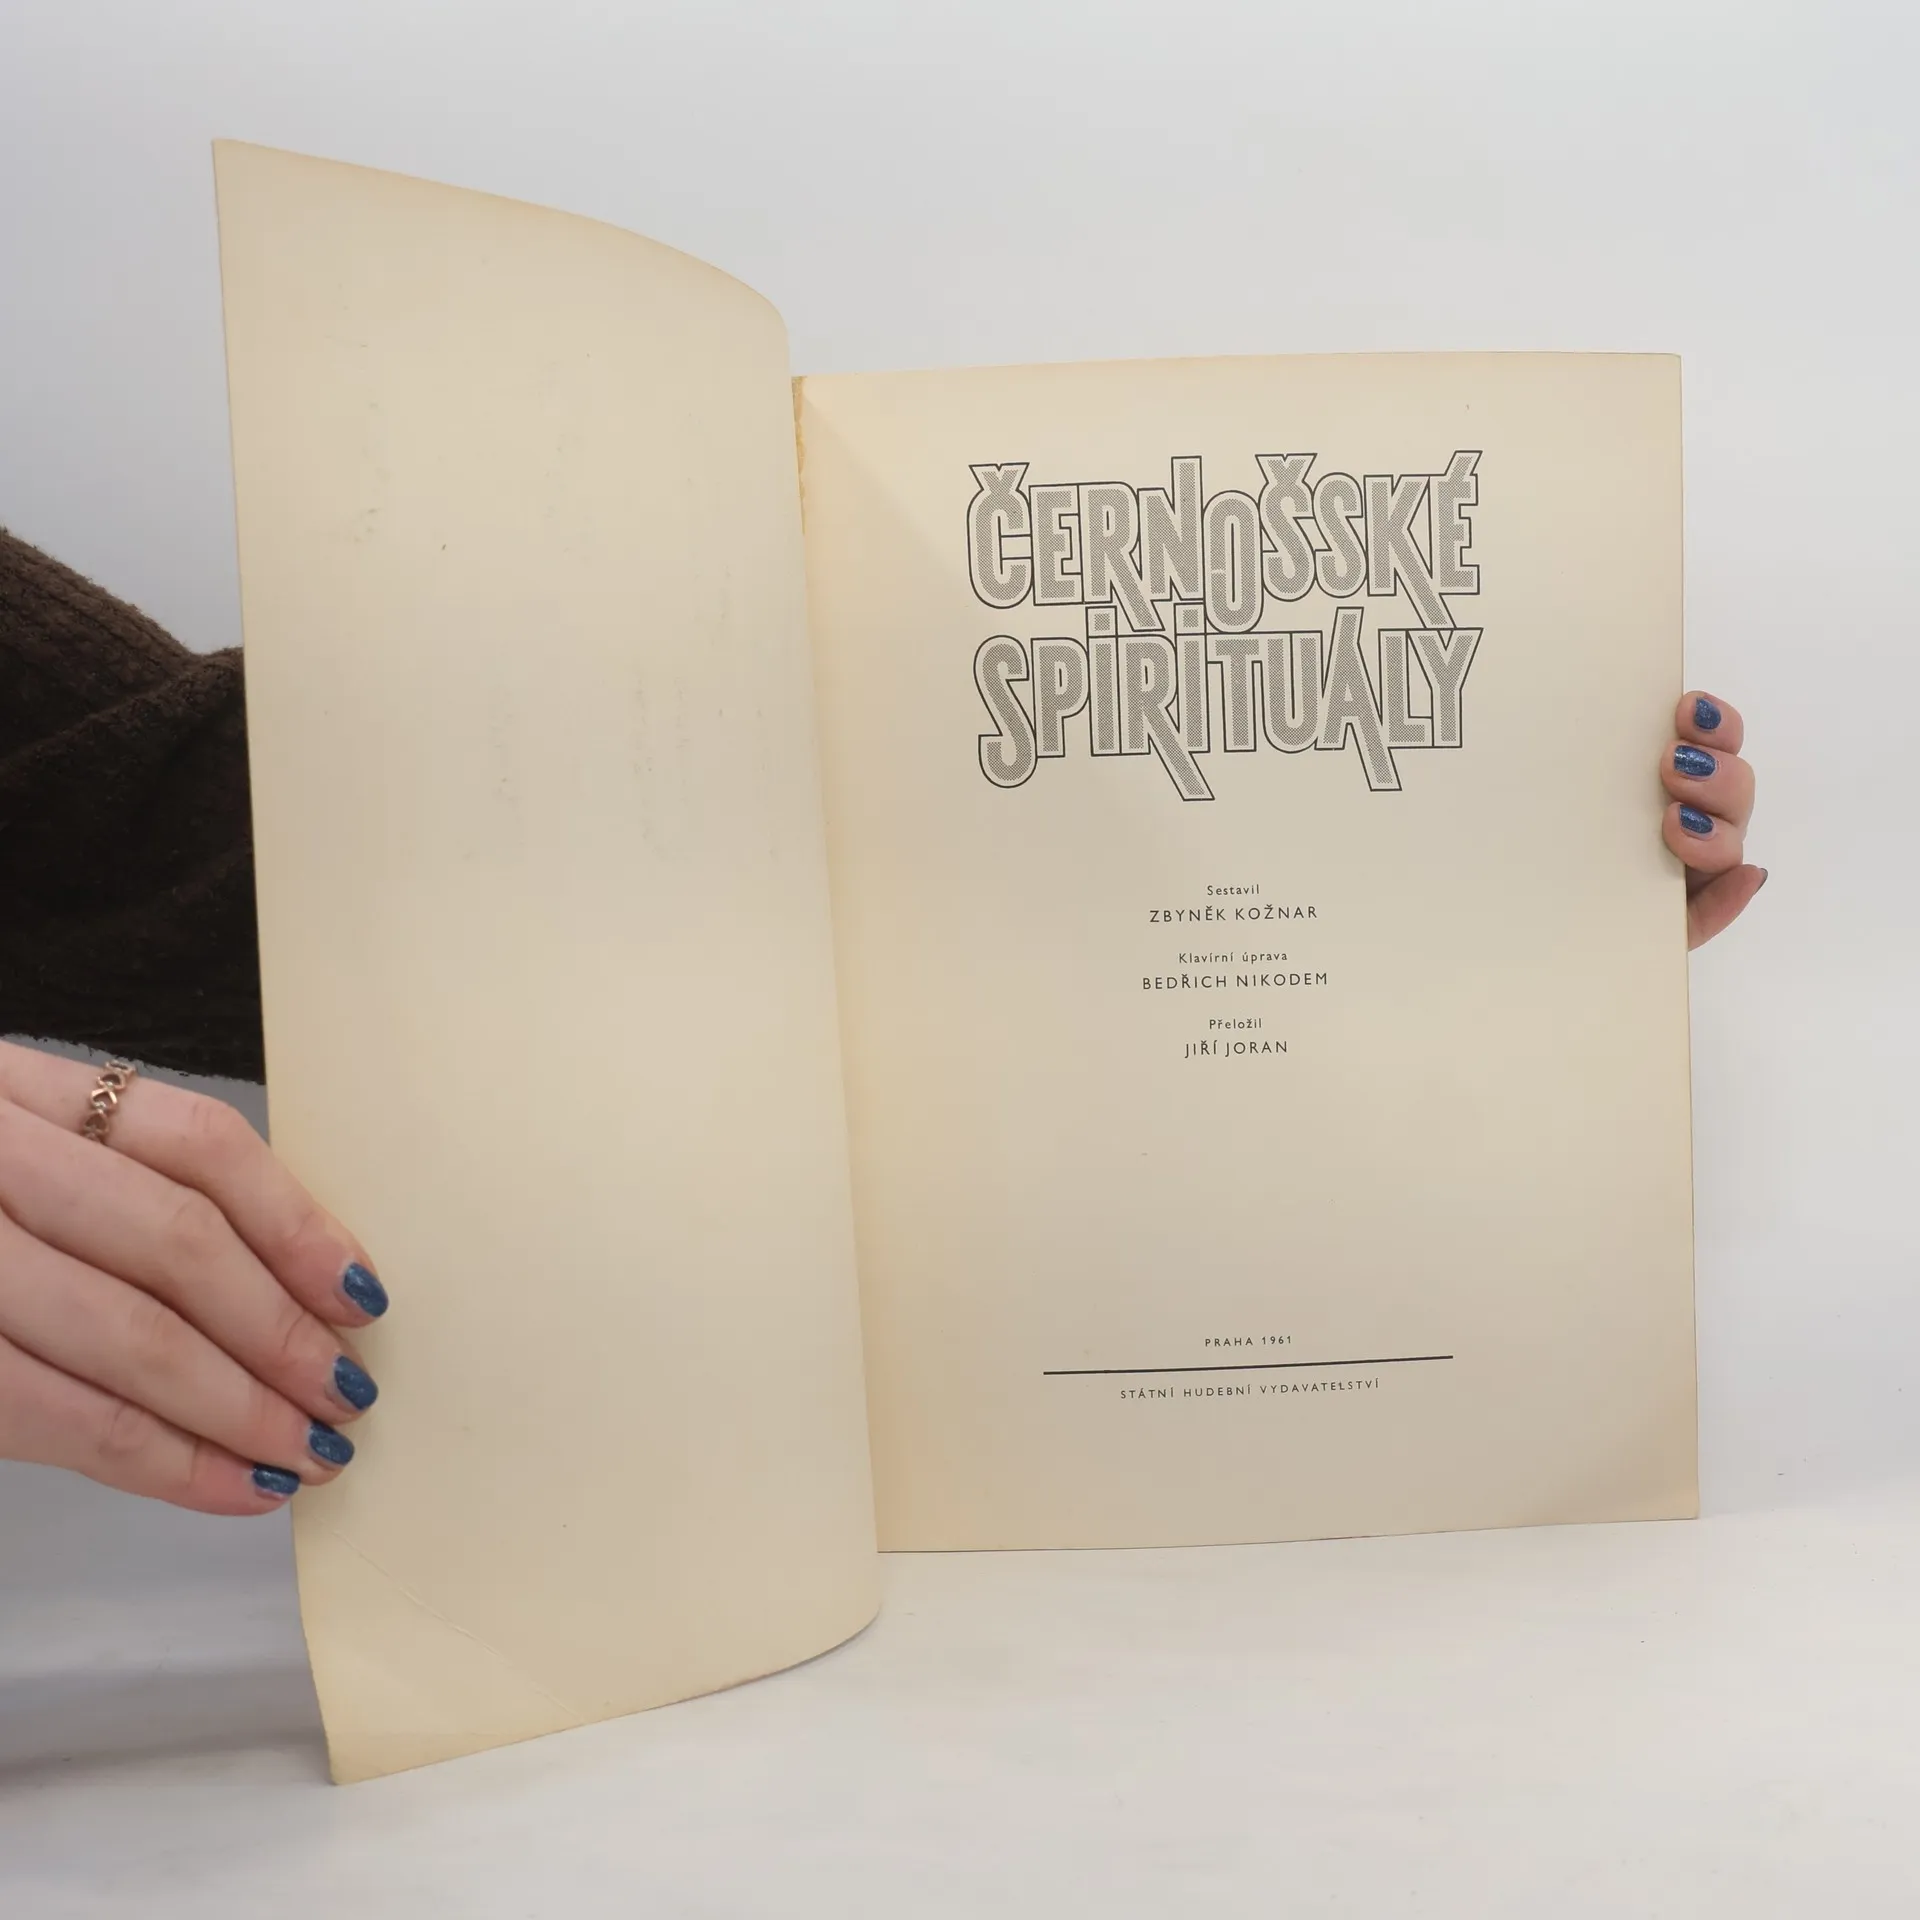 ČERNOŠSKÉ
SPIRITUÁLY
Sestavil
ZBYNĚK KOŽNAR
Klavírní úprava
BEDŘICH NIKODEM
Přeložil
JIŘÍ JORAN
PRAHA 1961
STÁTNÍ HUDEBNÍ VYDAVATELSTVÍ